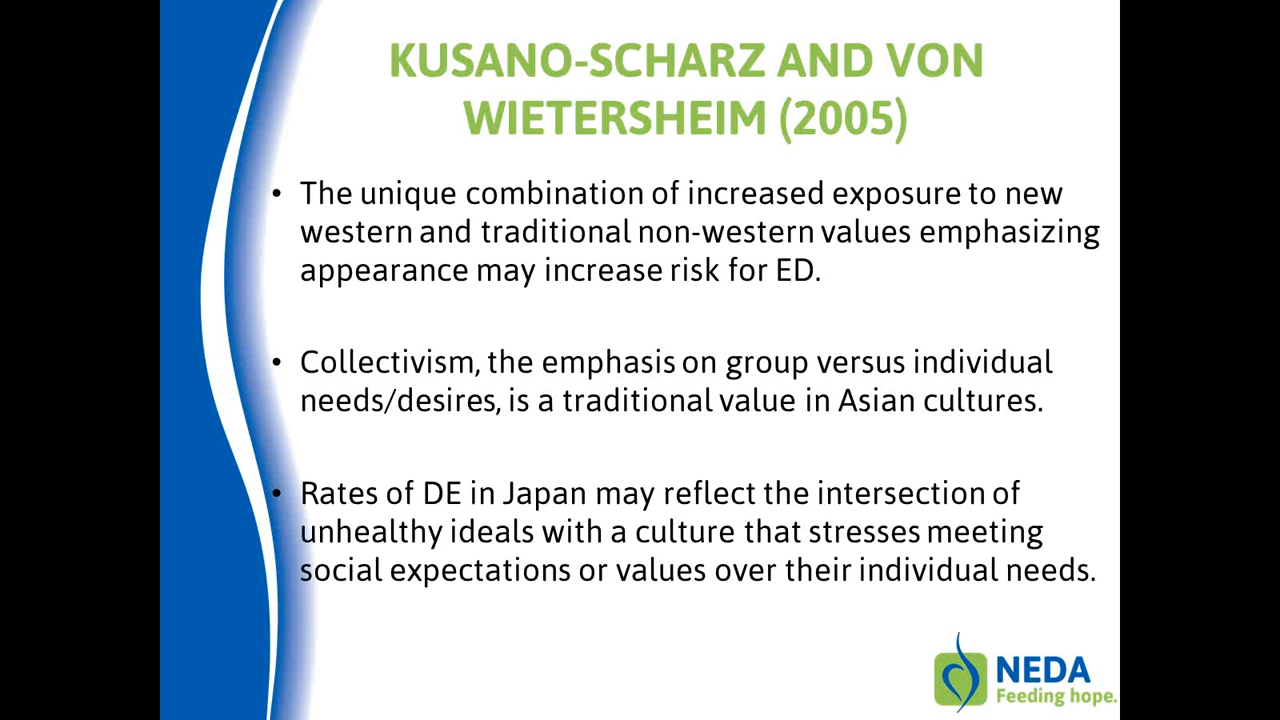 KUSANO-SCHARZ AND VON
WIETERSHEIM (2005)
• The unique combination of increased exposure to new
western and traditional non-western values emphasizing
appearance may increase risk for ED.
• Collectivism, the emphasis on group versus individual
needs/desires, is a traditional value in Asian cultures.
• Rates of DE in Japan may reflect the intersection of
unhealthy ideals with a culture that stresses meeting
social expectations or values over their individual needs.
NEDA
Feeding hope.